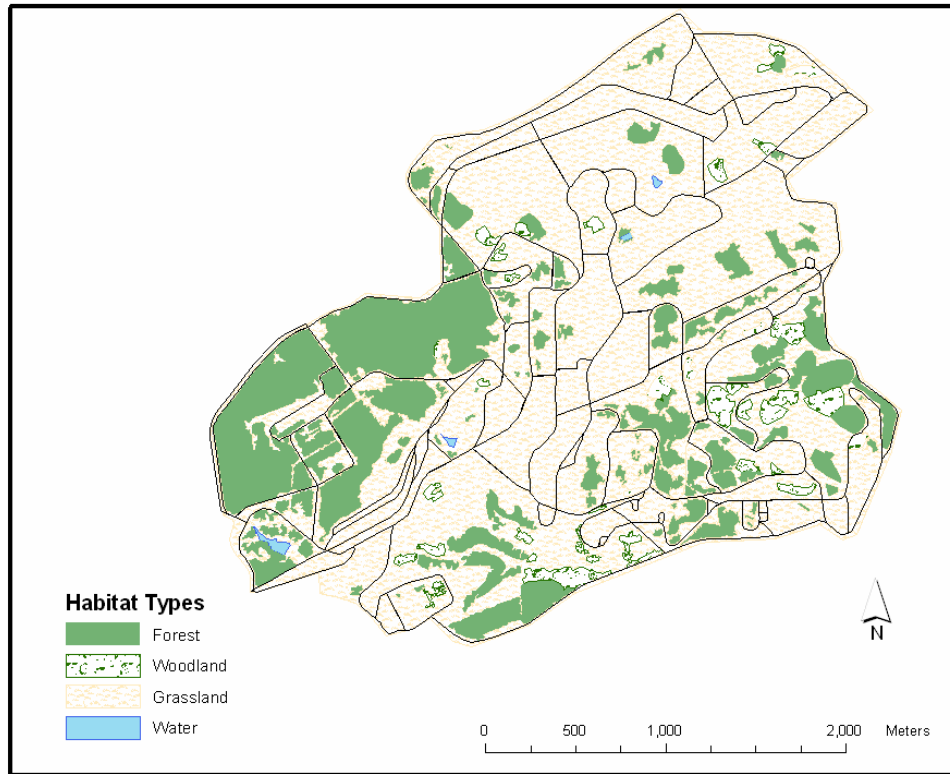 Habitat Types
Forest
Woodland
Grassland
Water
N
0 500 1,000 2,000 Meters